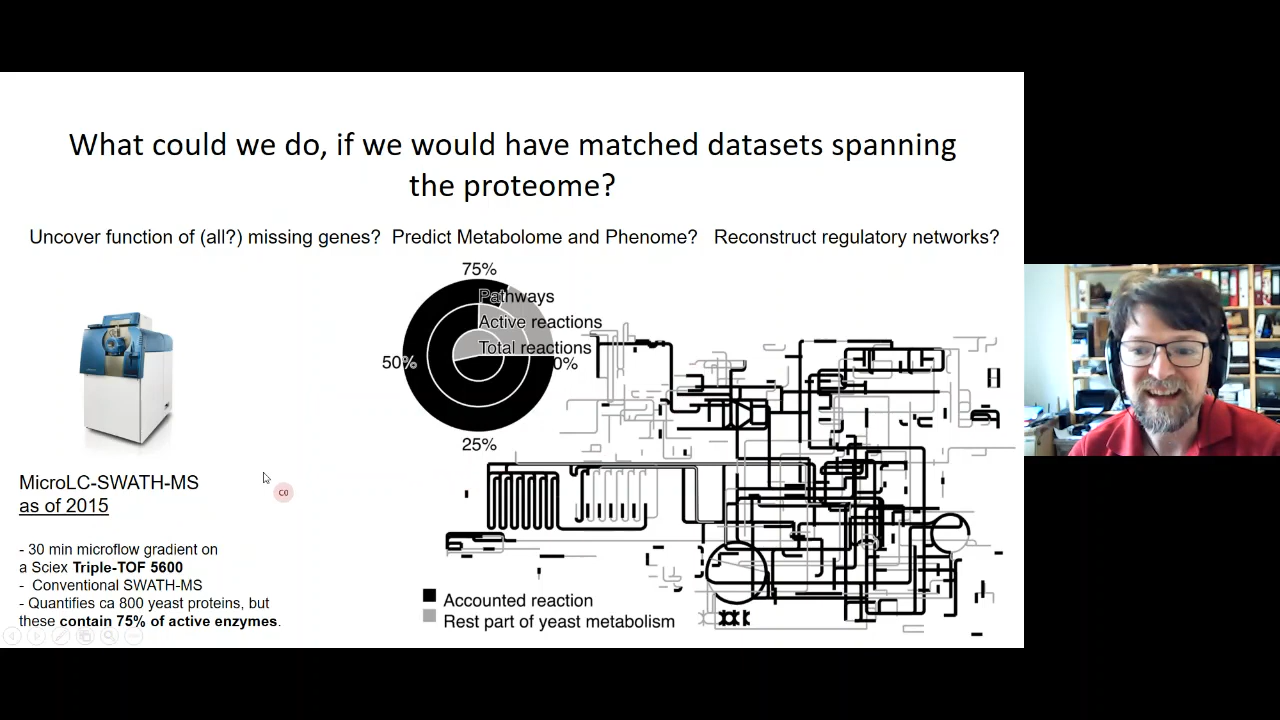 What could we do, if we would have matched datasets spanning
the proteome?
Uncover function of (all?) missing genes?
Predict Metabolome and Phenome?
Reconstruct regulatory networks?
75%
Pathways
Active reactions
Total reactions
50%
0%
25%
MicroLC-SWATH-MS
as of 2015
- 30 min microflow gradient on
a Sciex Triple-TOF 5600
- Conventional SWATH-MS
- Quantifies ca 800 yeast proteins, but
these contain 75% of active enzymes.
Accounted reaction
Rest part of yeast metabolism